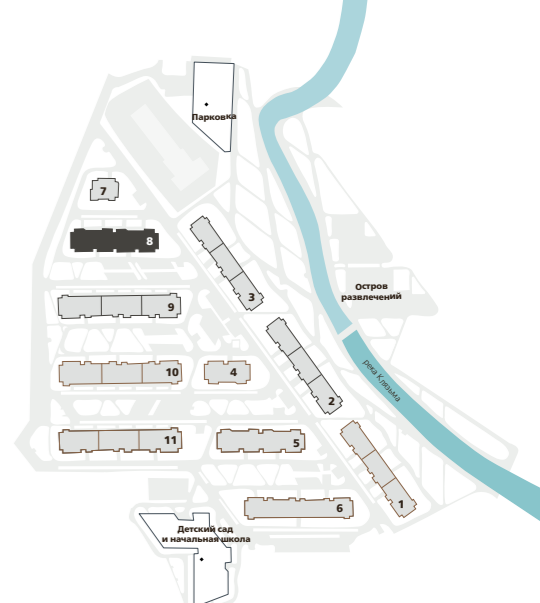 Парковка
7
8
3
Остров
развлечений
9
река Клязьма
10
4
2
11
5
1
6
Детский сад
и начальная школа